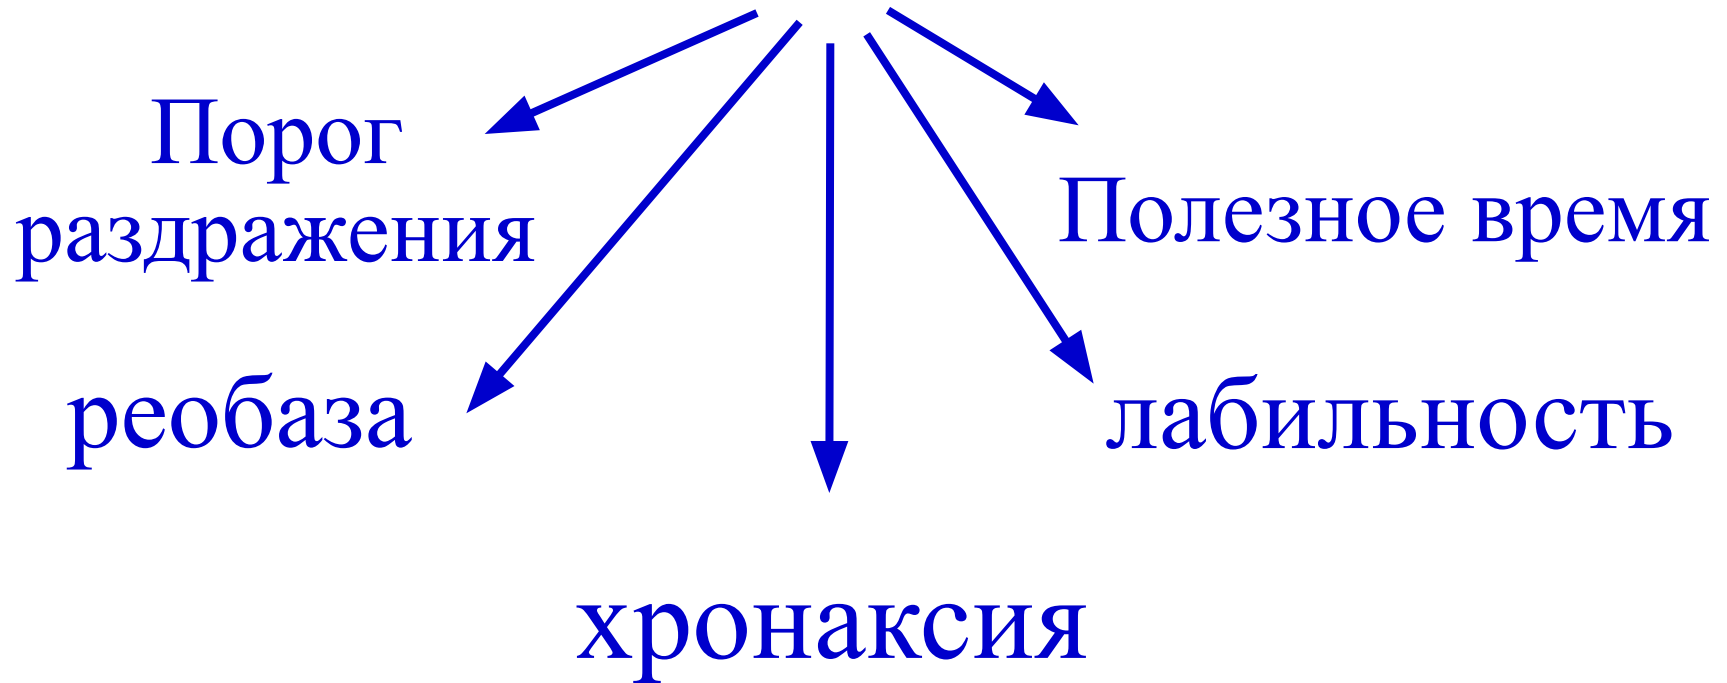 Порог
раздражения
Полезное время
реобаза
лабильность
хронаксия